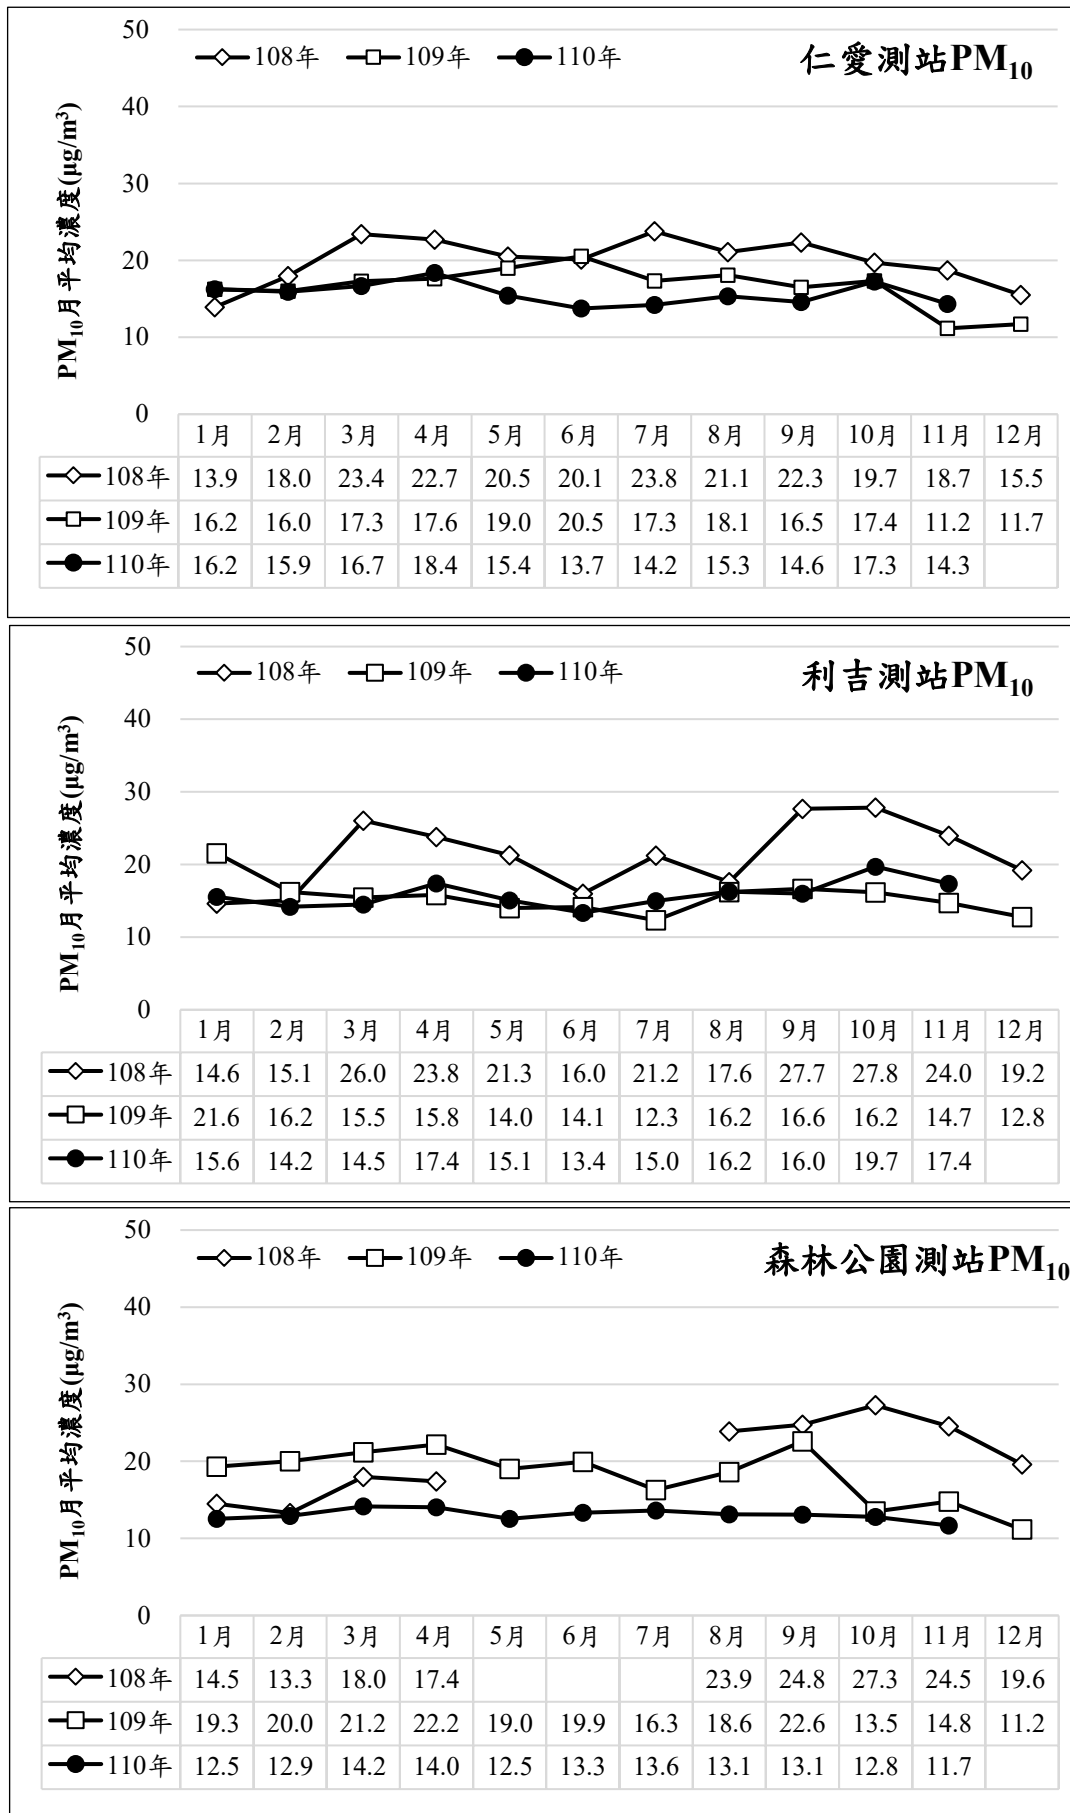 50
108年 109年 110年 仁愛測站PM₁₀
40
30
20
10
0
PM₁₀月平均濃度(μg/m³)
1月 2月 3月 4月 5月 6月 7月 8月 9月 10月 11月 12月
108年 13.9 18.0 23.4 22.7 20.5 20.1 23.8 21.1 22.3 19.7 18.7 15.5
109年 16.2 16.0 17.3 17.6 19.0 20.5 17.3 18.1 16.5 17.4 11.2 11.7
110年 16.2 15.9 16.7 18.4 15.4 13.7 14.2 15.3 14.6 17.3 14.3
50
108年 109年 110年 利吉測站PM₁₀
40
30
20
10
0
PM₁₀月平均濃度(μg/m³)
1月 2月 3月 4月 5月 6月 7月 8月 9月 10月 11月 12月
108年 14.6 15.1 26.0 23.8 21.3 16.0 21.2 17.6 27.7 27.8 24.0 19.2
109年 21.6 16.2 15.5 15.8 14.0 14.1 12.3 16.2 16.6 16.2 14.7 12.8
110年 15.6 14.2 14.5 17.4 15.1 13.4 15.0 16.2 16.0 19.7 17.4
50
108年 109年 110年 森林公園測站PM₁₀
40
30
20
10
0
PM₁₀月平均濃度(μg/m³)
1月 2月 3月 4月 5月 6月 7月 8月 9月 10月 11月 12月
108年 14.5 13.3 18.0 17.4 23.9 24.8 27.3 24.5 19.6
109年 19.3 20.0 21.2 22.2 19.0 19.9 16.3 18.6 22.6 13.5 14.8 11.2
110年 12.5 12.9 14.2 14.0 12.5 13.3 13.6 13.1 13.1 12.8 11.7